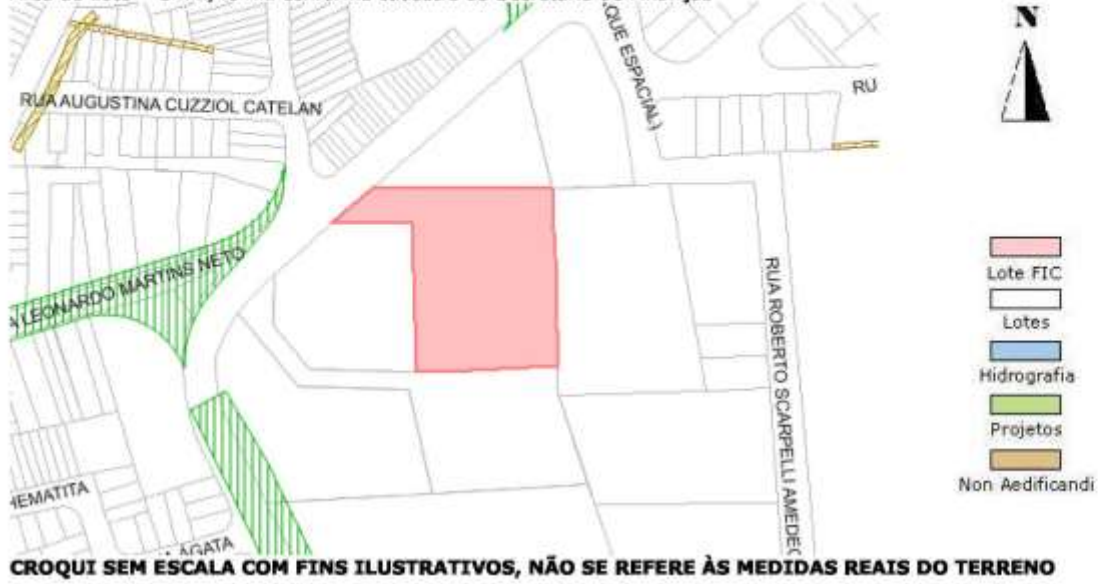 N
QUE ESPACIAL)
RU
RUA AUGUSTINA CUZZIOL CATELAN
LEONARDO MARTINS NETO
RUA ROBERTO SCARPELLI AMEDEO
HEMATITA
AGATA
Lote FIC
Lotes
Hidrografia
Projetos
Non Aedificandi
CROQUI SEM ESCALA COM FINS ILUSTRATIVOS, NÃO SE REFERE ÀS MEDIDAS REAIS DO TERRENO